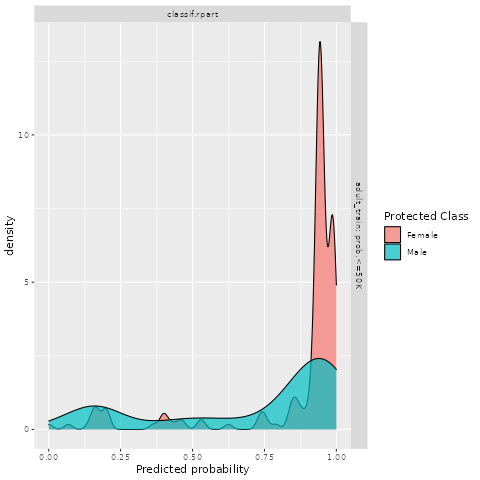 classif.rpart
10
5
0
density
0.00 0.25 0.50 0.75 1.00
Predicted probability
adult_train: prob.<=50K
Protected Class
Female
Male